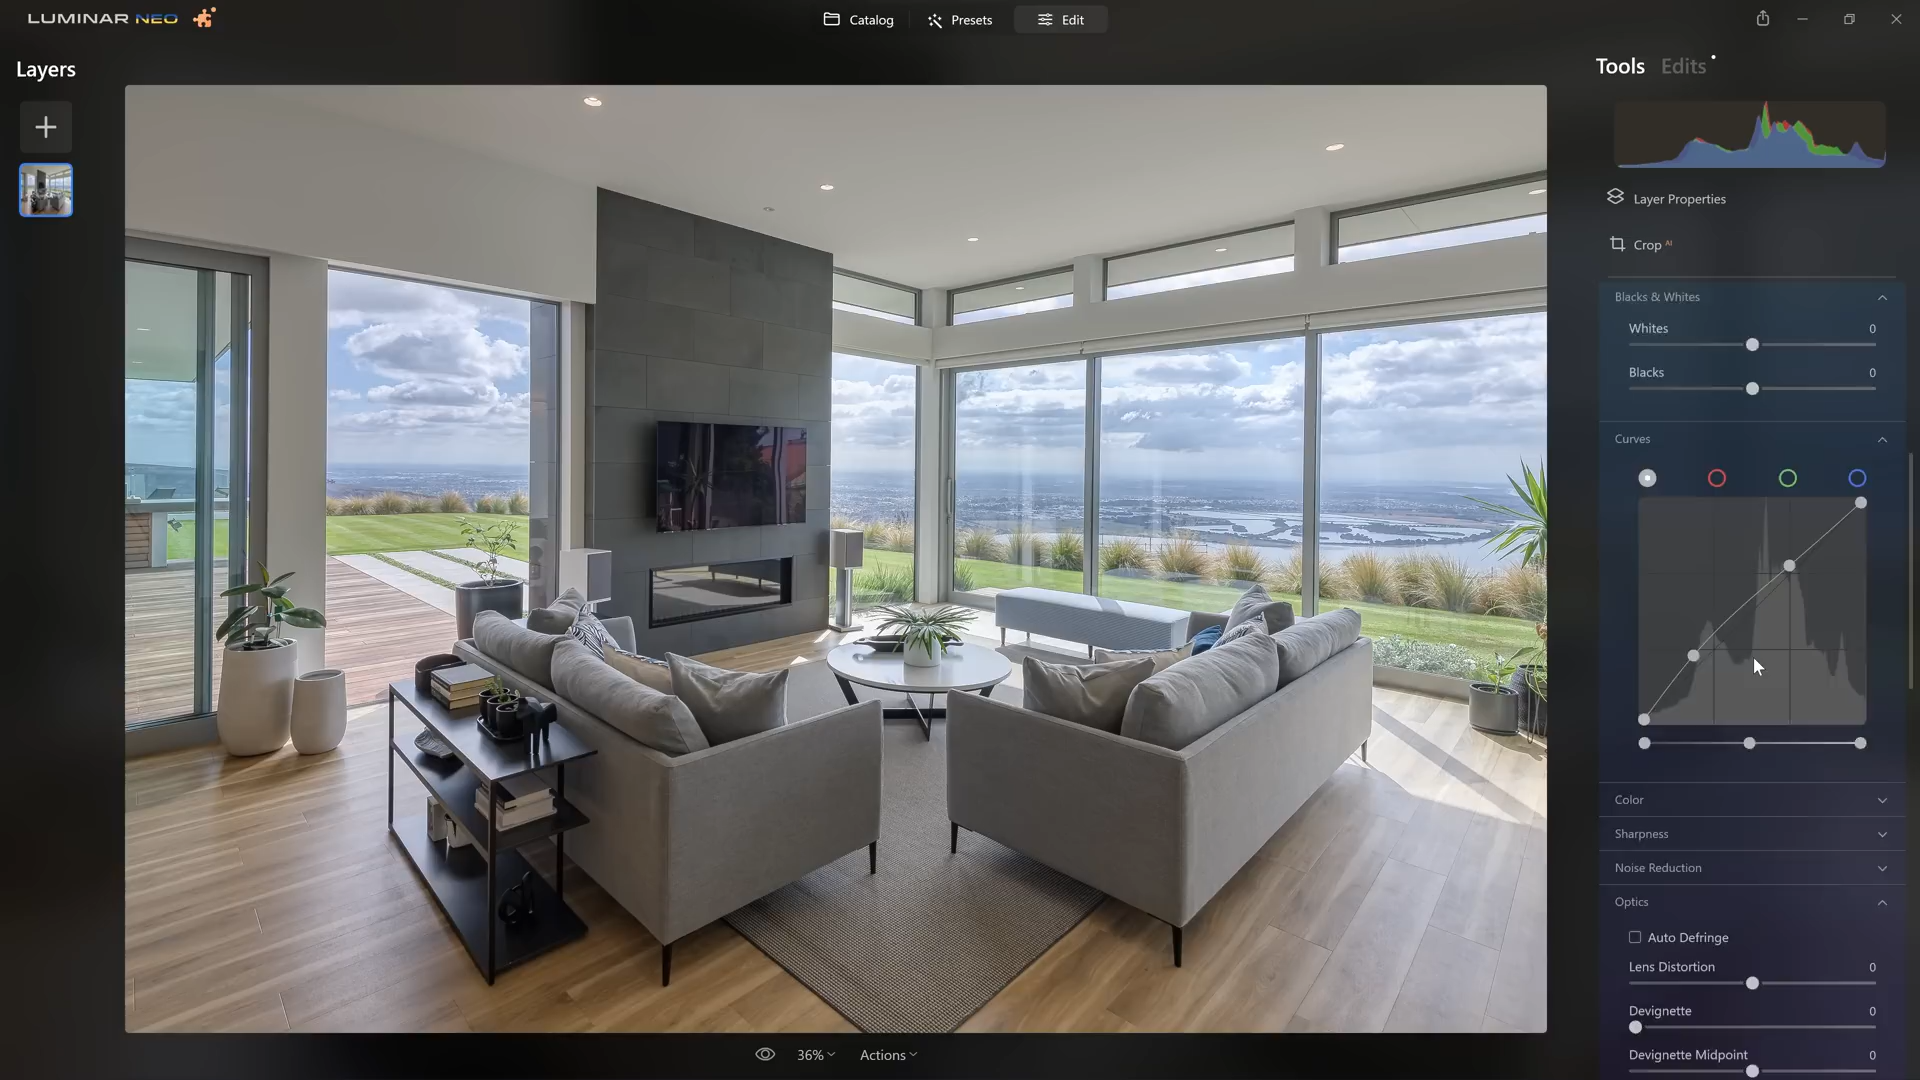 LUMINAR NEO
Catalog
Presets
Edit
Layers
Tools Edits
Layer Properties
Crop AI
Blacks & Whites
Whites 0
Blacks 0
Curves
Color
Sharpness
Noise Reduction
Optics
Auto Defringe
Lens Distortion 0
Devignette 0
Devignette Midpoint 0
36% Actions